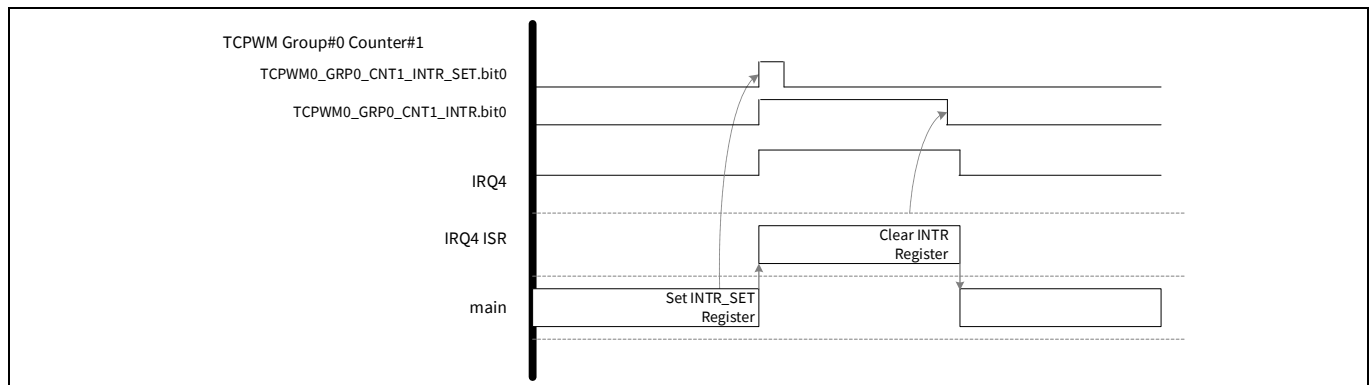 TCPWM Group#0 Counter#1
TCPWM0_GRP0_CNT1_INTR_SET.bit0
TCPWM0_GRP0_CNT1_INTR.bit0
IRQ4
IRQ4 ISR
Clear INTR
Register
main
Set INTR_SET
Register